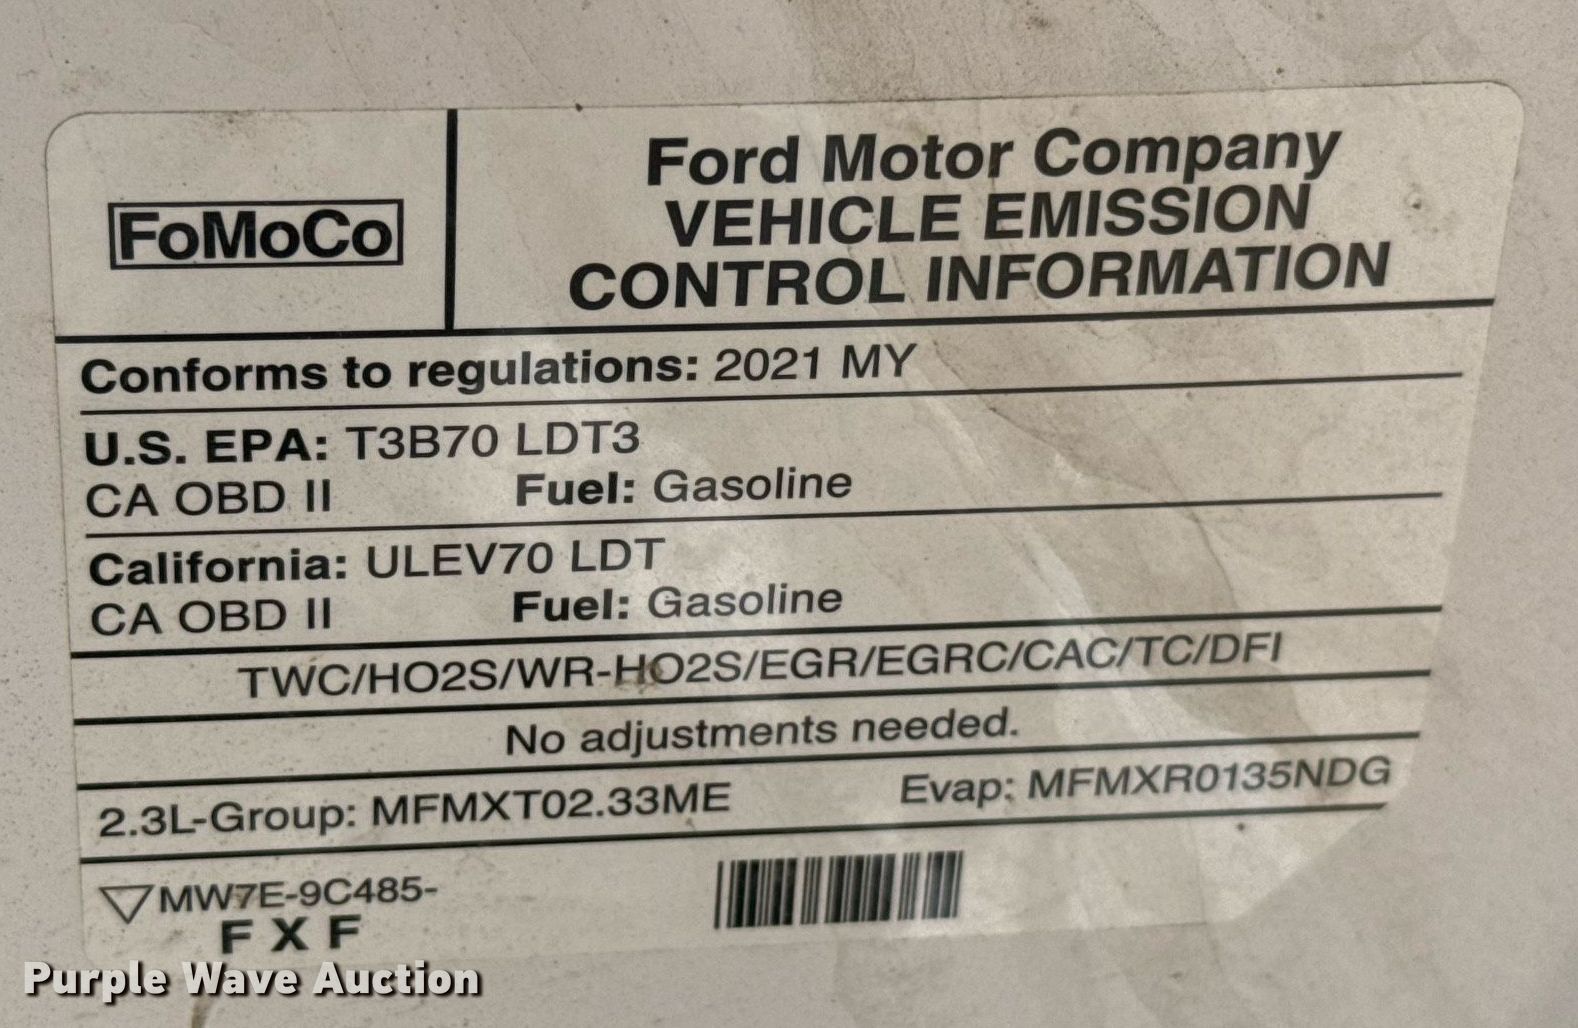 FoMoCo
Ford Motor Company
VEHICLE EMISSION
CONTROL INFORMATION
Conforms to regulations: 2021 MY
U.S. EPA: T3B70 LDT3
CA OBD II Fuel: Gasoline
California: ULEV70 LDT
CA OBD II Fuel: Gasoline
TWC/HO2S/WR-HO2S/EGR/EGRC/CAC/TC/DFI
No adjustments needed.
2.3L-Group: MFMXT02.33ME Evap: MFMXR0135NDG
MW7E-9C485-
F X F
Purple Wave Auction